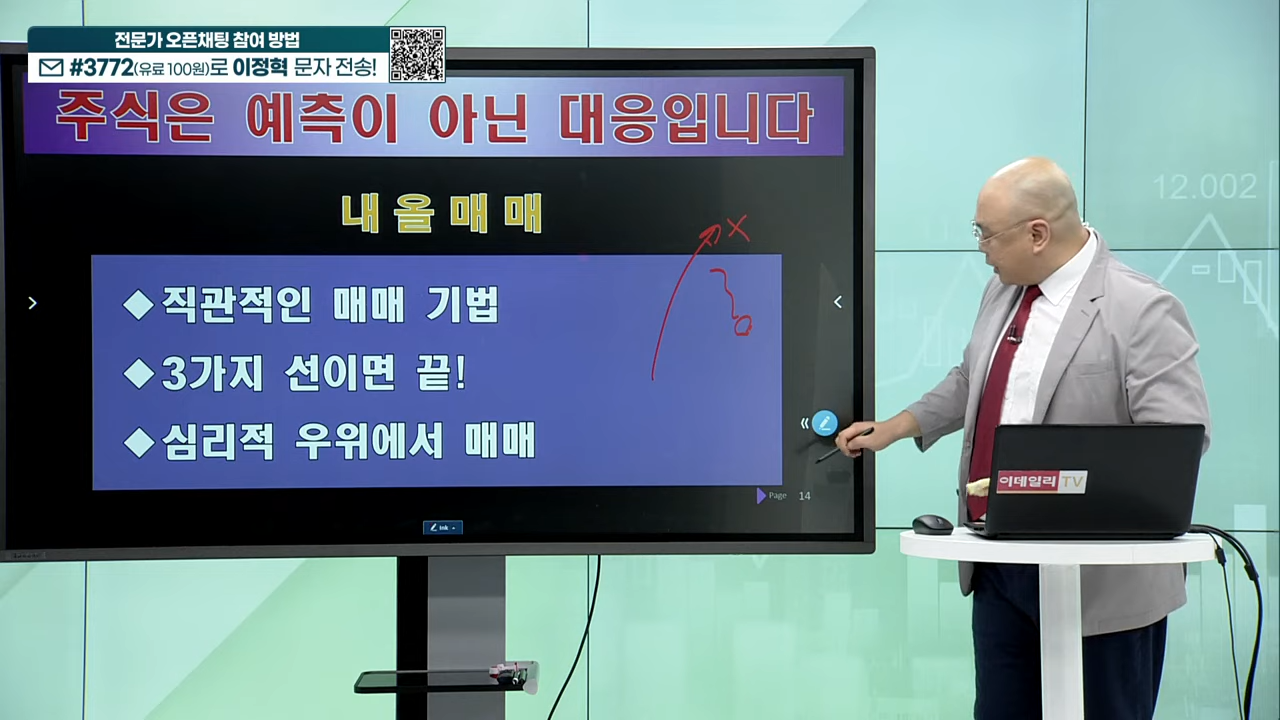 전문가 오픈채팅 참여 방법
#3772(유료 100원)로 이정혁 문자 전송!
주식은 예측이 아닌 대응입니다
12.002
내올매매
X
◆직관적인 매매 기법
◆3가지 선이면 끝!
◆심리적 우위에서 매매
이데일리TV
Page 14
Ink